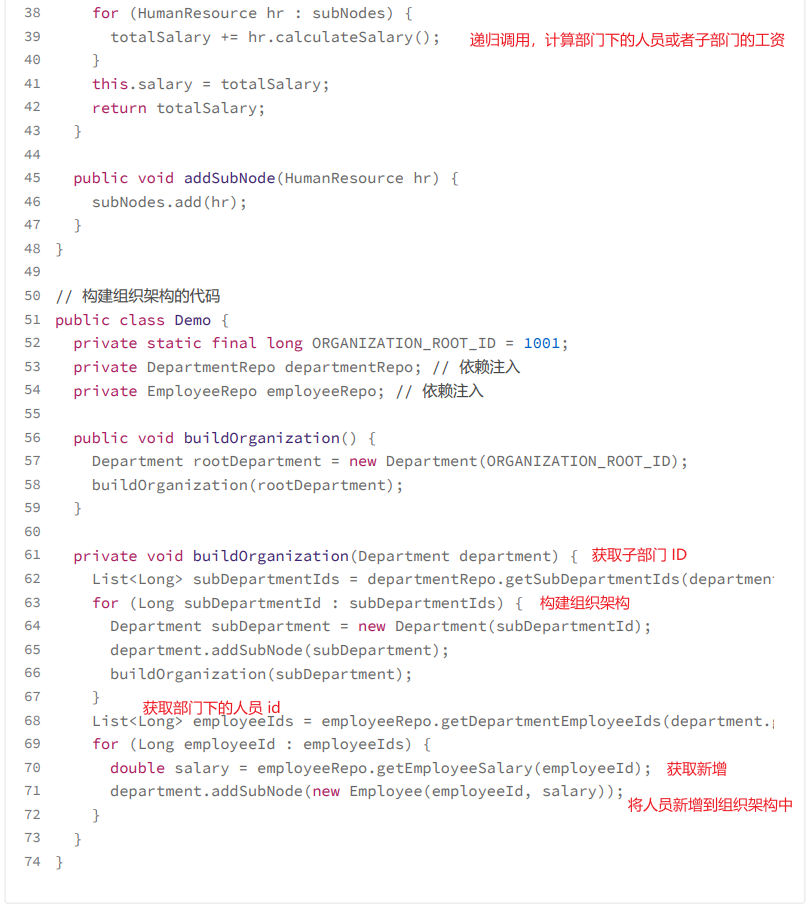 38 for (HumanResource hr : subNodes) {
39 totalSalary += hr.calculateSalary(); 递归调用，计算部门下的人员或者子部门的工资
40 }
41 this.salary = totalSalary;
42 return totalSalary;
43 }
44
45 public void addSubNode(HumanResource hr) {
46 subNodes.add(hr);
47 }
48 }
49
50 // 构建组织架构的代码
51 public class Demo {
52 private static final long ORGANIZATION_ROOT_ID = 1001;
53 private DepartmentRepo departmentRepo; // 依赖注入
54 private EmployeeRepo employeeRepo; // 依赖注入
55
56 public void buildOrganization() {
57 Department rootDepartment = new Department(ORGANIZATION_ROOT_ID);
58 buildOrganization(rootDepartment);
59 }
60
61 private void buildOrganization(Department department) { 获取子部门 ID
62 List<Long> subDepartmentIds = departmentRepo.getSubDepartmentIds(department
63 for (Long subDepartmentId : subDepartmentIds) { 构建组织架构
64 Department subDepartment = new Department(subDepartmentId);
65 department.addSubNode(subDepartment);
66 buildOrganization(subDepartment);
67 }
获取部门下的人员 id
68 List<Long> employeeIds = employeeRepo.getDepartmentEmployeeIds(department.
69 for (Long employeeId : employeeIds) {
70 double salary = employeeRepo.getEmployeeSalary(employeeId); 获取新增
71 department.addSubNode(new Employee(employeeId, salary));
将人员新增到组织架构中
72 }
73 }
74 }